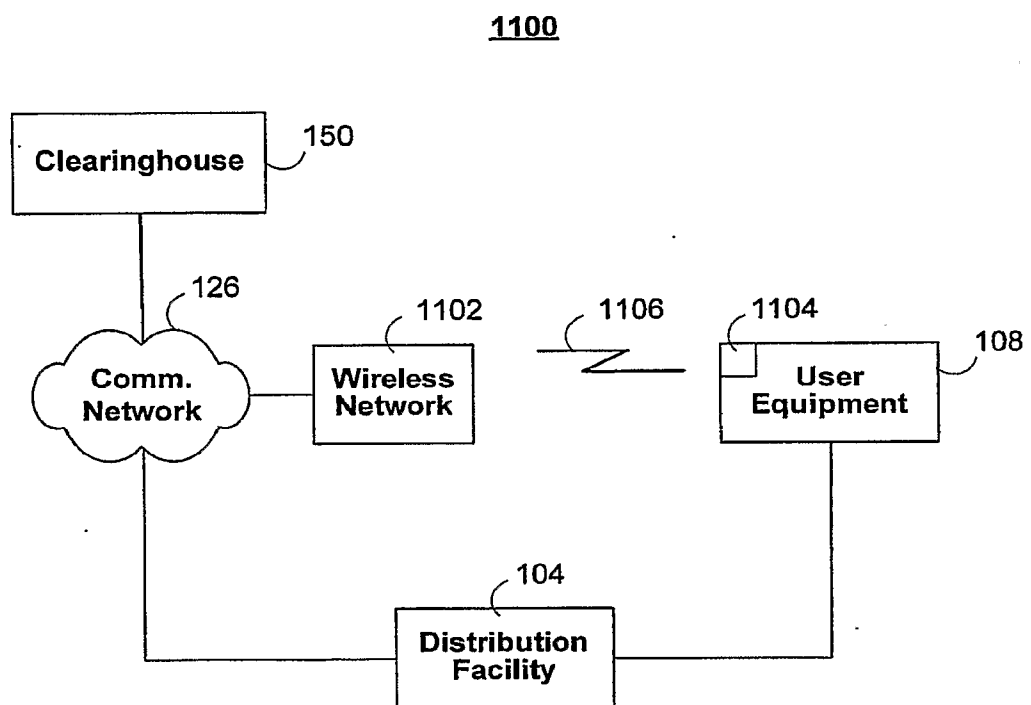 1100
150
Clearinghouse
126
1102
1106
1104
108
Comm.
Network
Wireless
Network
User
Equipment
104
Distribution
Facility